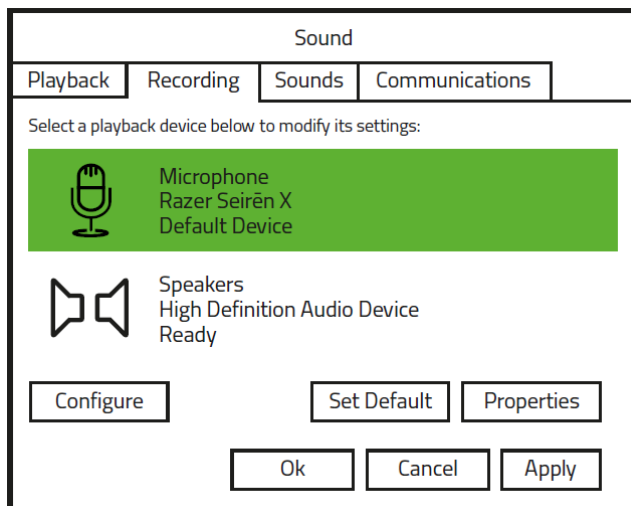 Sound
Playback Recording Sounds Communications
Select a playback device below to modify its settings:
Microphone
Razer Seirēn X
Default Device
Speakers
High Definition Audio Device
Ready
Configure Set Default Properties
Ok Cancel Apply